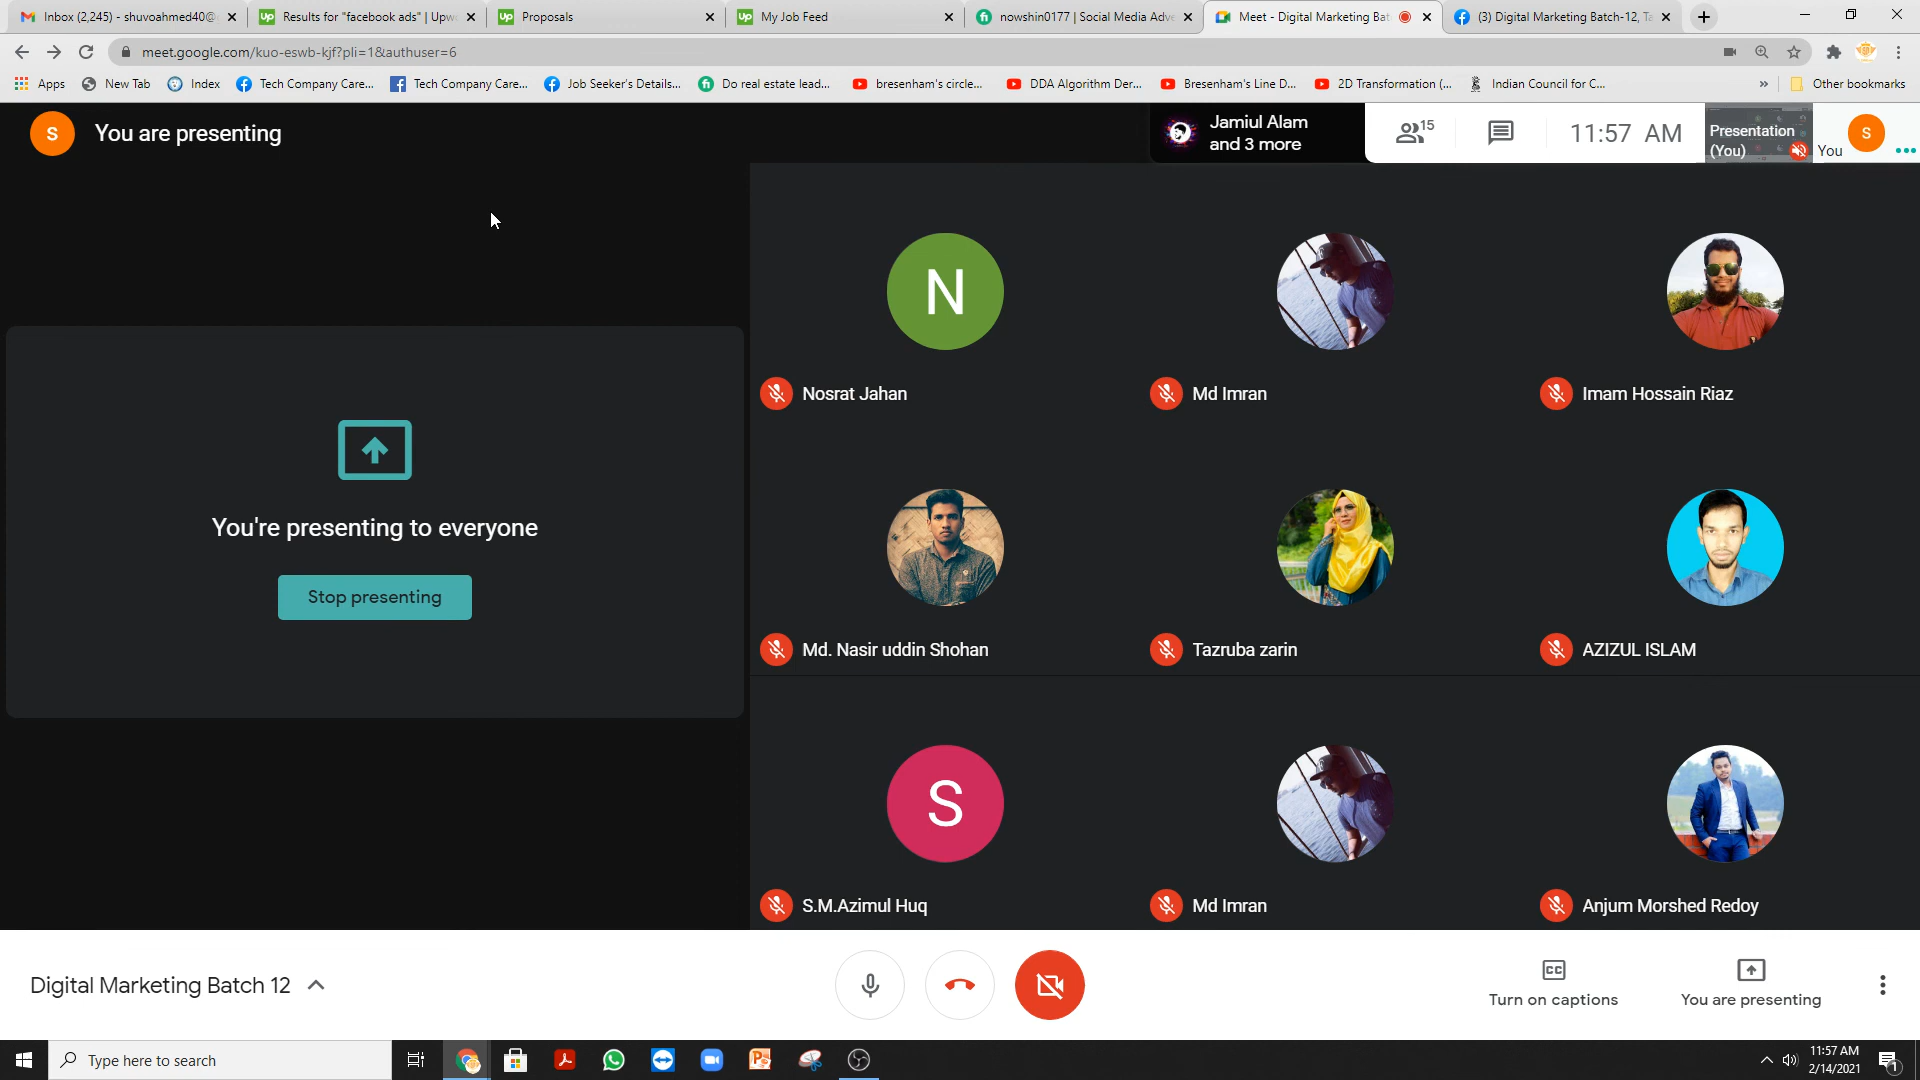 Inbox (2,245) - shuvoahmed40@
Results for "facebook ads" | Upw
Proposals
My Job Feed
nowshin0177 | Social Media Adve
Meet - Digital Marketing Bat
(3) Digital Marketing Batch-12, Ta
meet.google.com/kuo-eswb-kjf?pli=1&authuser=6
Apps
New Tab
Index
Tech Company Care...
Tech Company Care...
Job Seeker's Details...
Do real estate lead...
bresenham's circle...
DDA Algorithm Der...
Bresenham's Line D...
2D Transformation (...
Indian Council for C...
»
Other bookmarks
S
You are presenting
Jamiul Alam
and 3 more
15
11:57 AM
Presentation
(You)
You
S
N
Nosrat Jahan
Md Imran
Imam Hossain Riaz
You're presenting to everyone
Stop presenting
Md. Nasir uddin Shohan
Tazruba zarin
AZIZUL ISLAM
S
S.M.Azimul Huq
Md Imran
Anjum Morshed Redoy
Digital Marketing Batch 12
Turn on captions
You are presenting
Type here to search
11:57 AM
2/14/2021
1